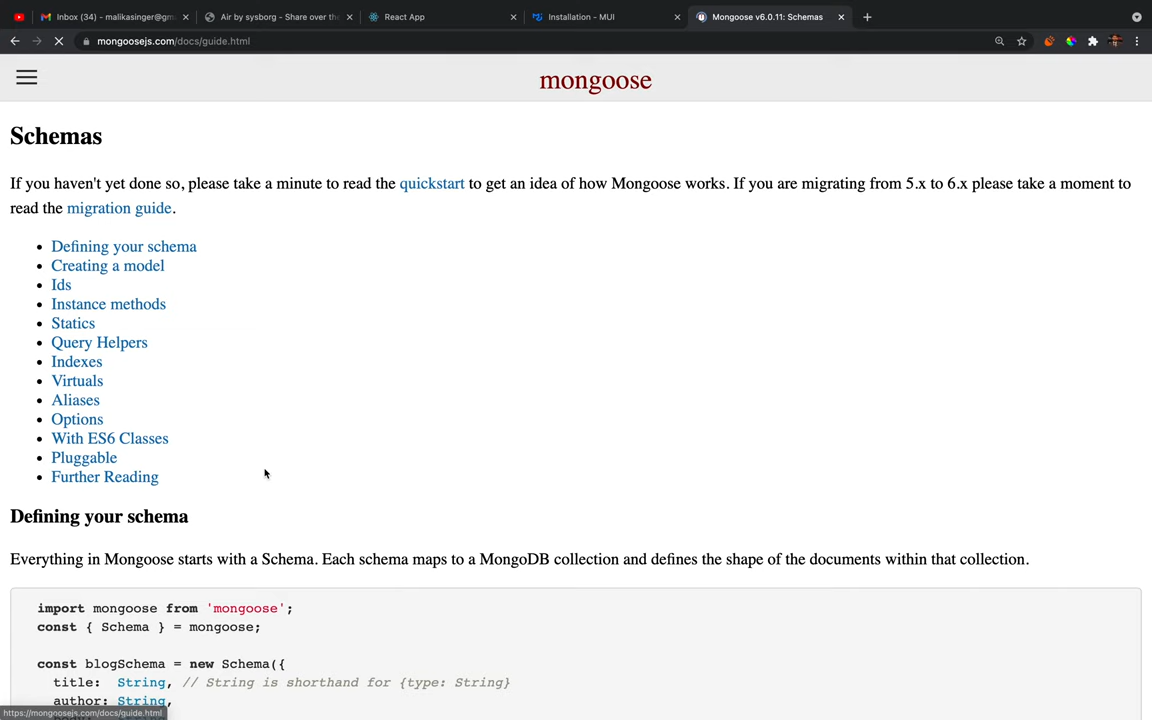 Inbox (34) - malikasinger@gm
Air by sysborg - Share over the
React App
Installation - MUI
Mongoose v6.0.11: Schemas
mongoosejs.com/docs/guide.html
mongoose
Schemas
If you haven't yet done so, please take a minute to read the quickstart to get an idea of how Mongoose works. If you are migrating from 5.x to 6.x please take a moment to
read the migration guide.
Defining your schema
Creating a model
Ids
Instance methods
Statics
Query Helpers
Indexes
Virtuals
Aliases
Options
With ES6 Classes
Pluggable
Further Reading
Defining your schema
Everything in Mongoose starts with a Schema. Each schema maps to a MongoDB collection and defines the shape of the documents within that collection.
import mongoose from 'mongoose';
const { Schema } = mongoose;
const blogSchema = new Schema({
title: String, // String is shorthand for {type: String}
author: String,
https://mongoosejs.com/docs/guide.html